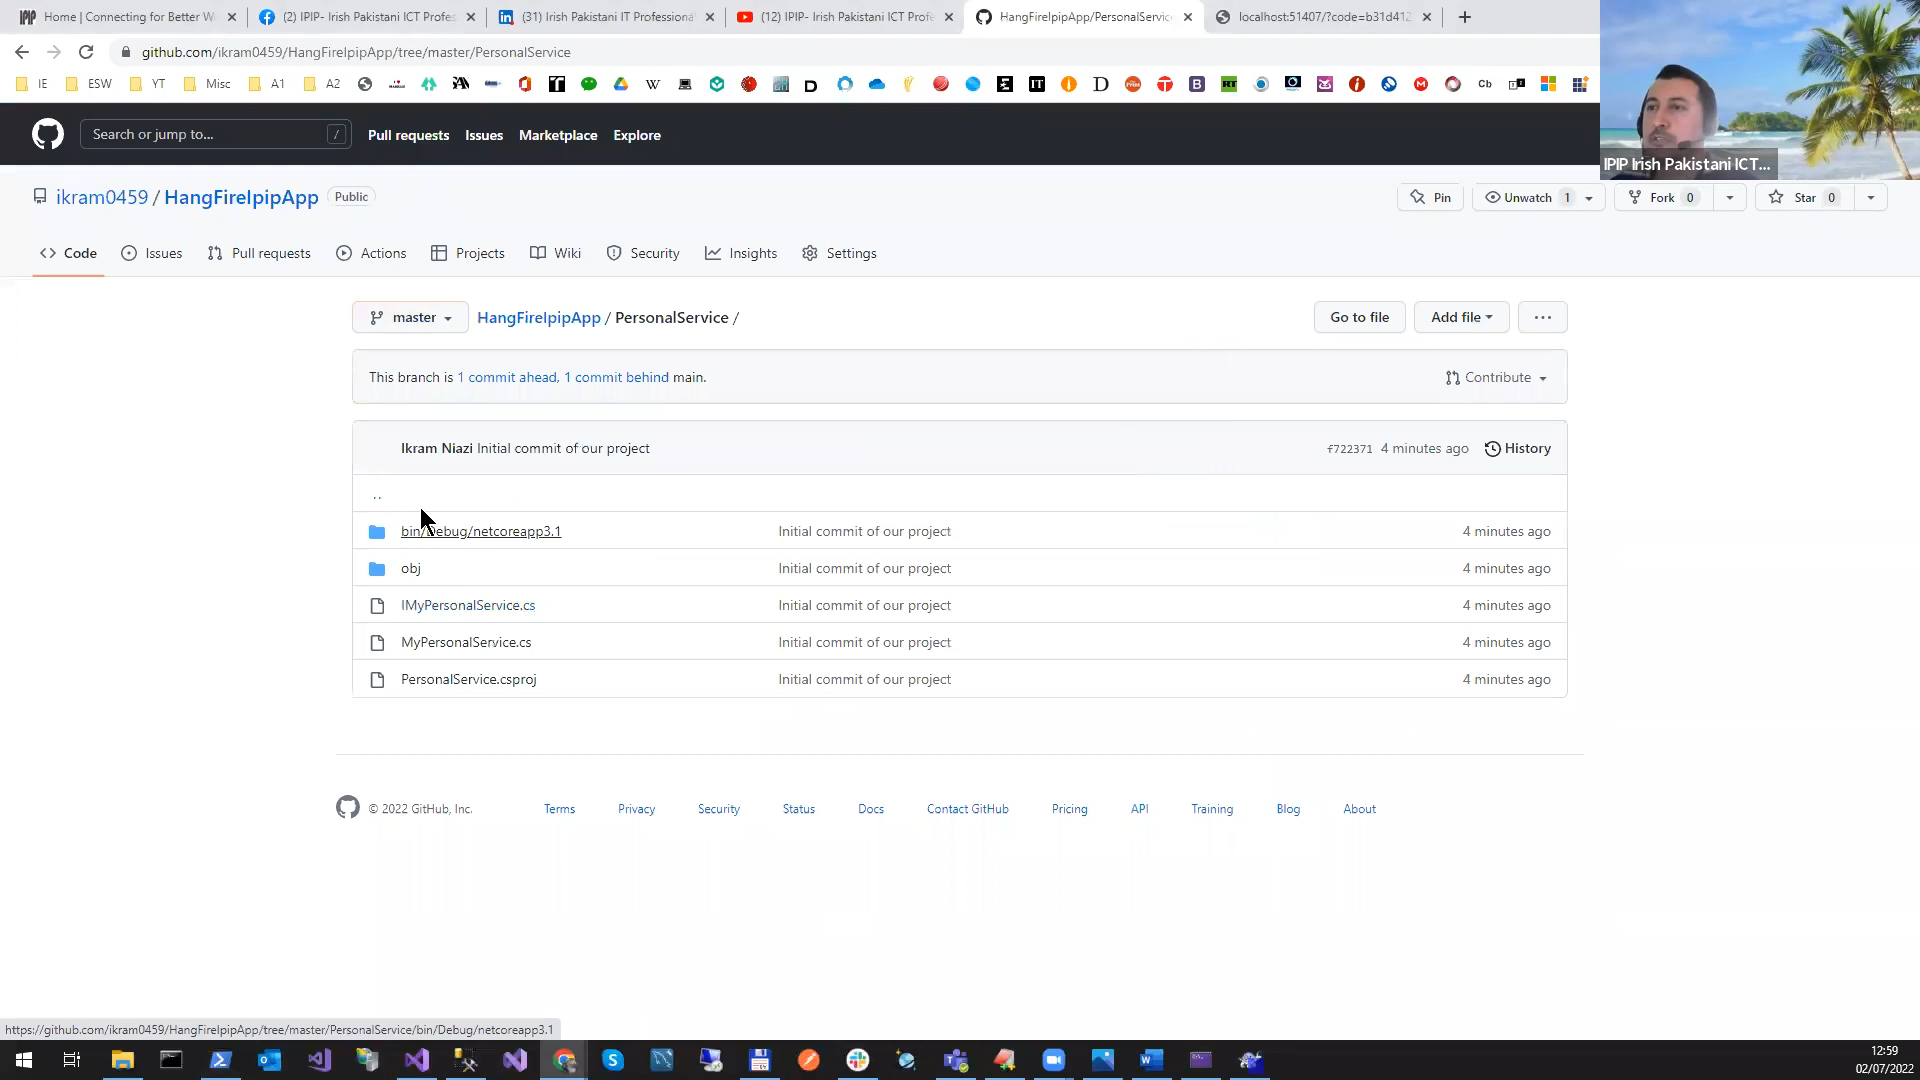 Home | Connecting for Better W
(2) IPIP- Irish Pakistani ICT Profes
(31) Irish Pakistani IT Professiona
(12) IPIP- Irish Pakistani ICT Profe
HangFireIpipApp/PersonalService
localhost:51407/?code=b31d412
github.com/ikram0459/HangFireIpipApp/tree/master/PersonalService
IE ESW YT Misc A1 A2
Search or jump to... /
Pull requests Issues Marketplace Explore
IPIP Irish Pakistani ICT...
ikram0459 / HangFireIpipApp Public
Pin Unwatch 1 Fork 0 Star 0
Code Issues Pull requests Actions Projects Wiki Security Insights Settings
master HangFireIpipApp / PersonalService / Go to file Add file ...
This branch is 1 commit ahead, 1 commit behind main. Contribute
Ikram Niazi Initial commit of our project f722371 4 minutes ago History
..
bin/Debug/netcoreapp3.1 Initial commit of our project 4 minutes ago
obj Initial commit of our project 4 minutes ago
IMyPersonalService.cs Initial commit of our project 4 minutes ago
MyPersonalService.cs Initial commit of our project 4 minutes ago
PersonalService.csproj Initial commit of our project 4 minutes ago
© 2022 GitHub, Inc. Terms Privacy Security Status Docs Contact GitHub Pricing API Training Blog About
https://github.com/ikram0459/HangFireIpipApp/tree/master/PersonalService/bin/Debug/netcoreapp3.1
12:59
02/07/2022